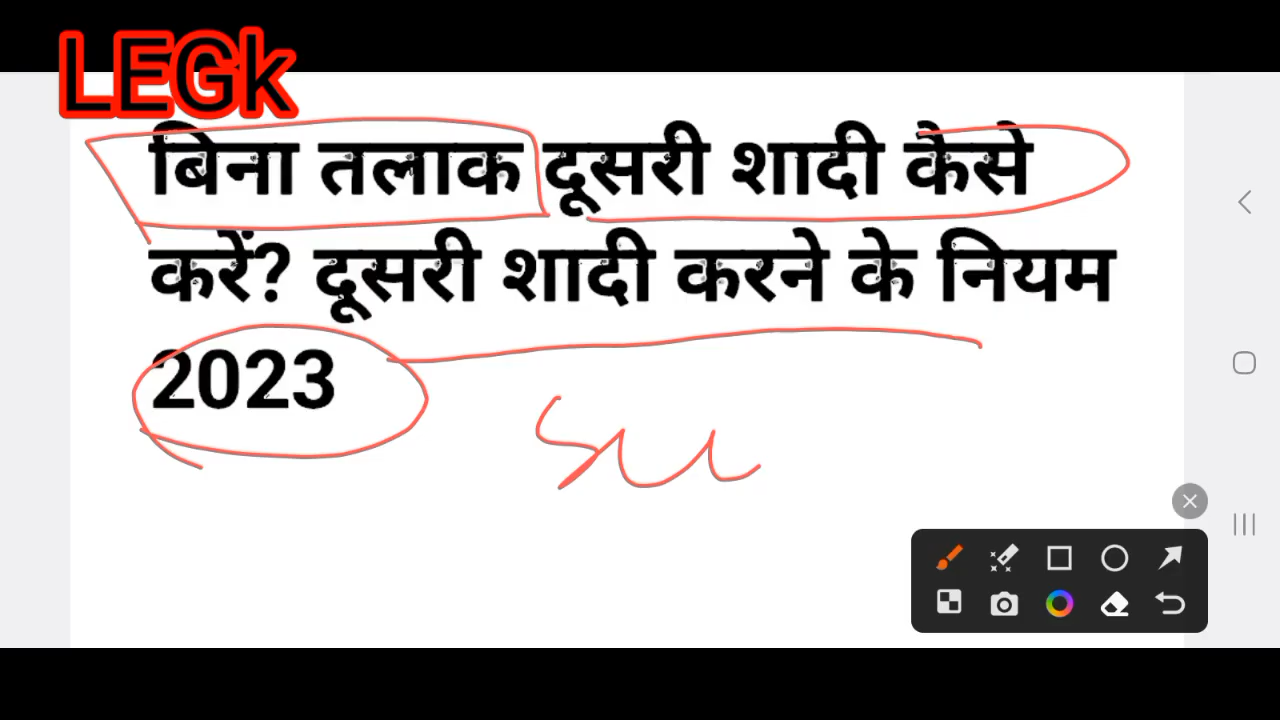 LEGk
बिना तलाक दूसरी शादी कैसे
करें? दूसरी शादी करने के नियम
2023